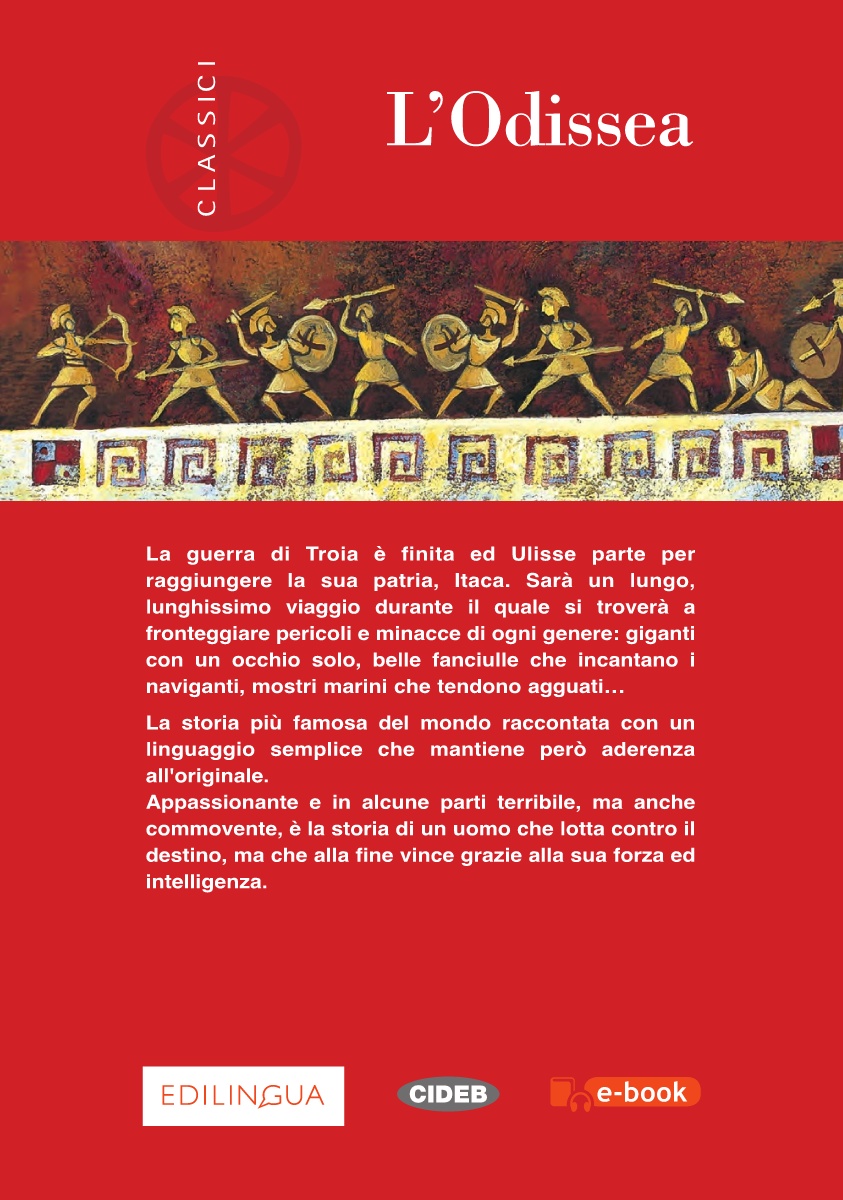 CLASSICI
L’Odissea
La guerra di Troia è finita ed Ulisse parte per
raggiungere la sua patria, Itaca. Sarà un lungo,
lunghissimo viaggio durante il quale si troverà a
fronteggiare pericoli e minacce di ogni genere: giganti
con un occhio solo, belle fanciulle che incantano i
naviganti, mostri marini che tendono agguati…
La storia più famosa del mondo raccontata con un
linguaggio semplice che mantiene però aderenza
all'originale.
Appassionante e in alcune parti terribile, ma anche
commovente, è la storia di un uomo che lotta contro il
destino, ma che alla fine vince grazie alla sua forza ed
intelligenza.
EDILINGUA
CIDEB
e-book